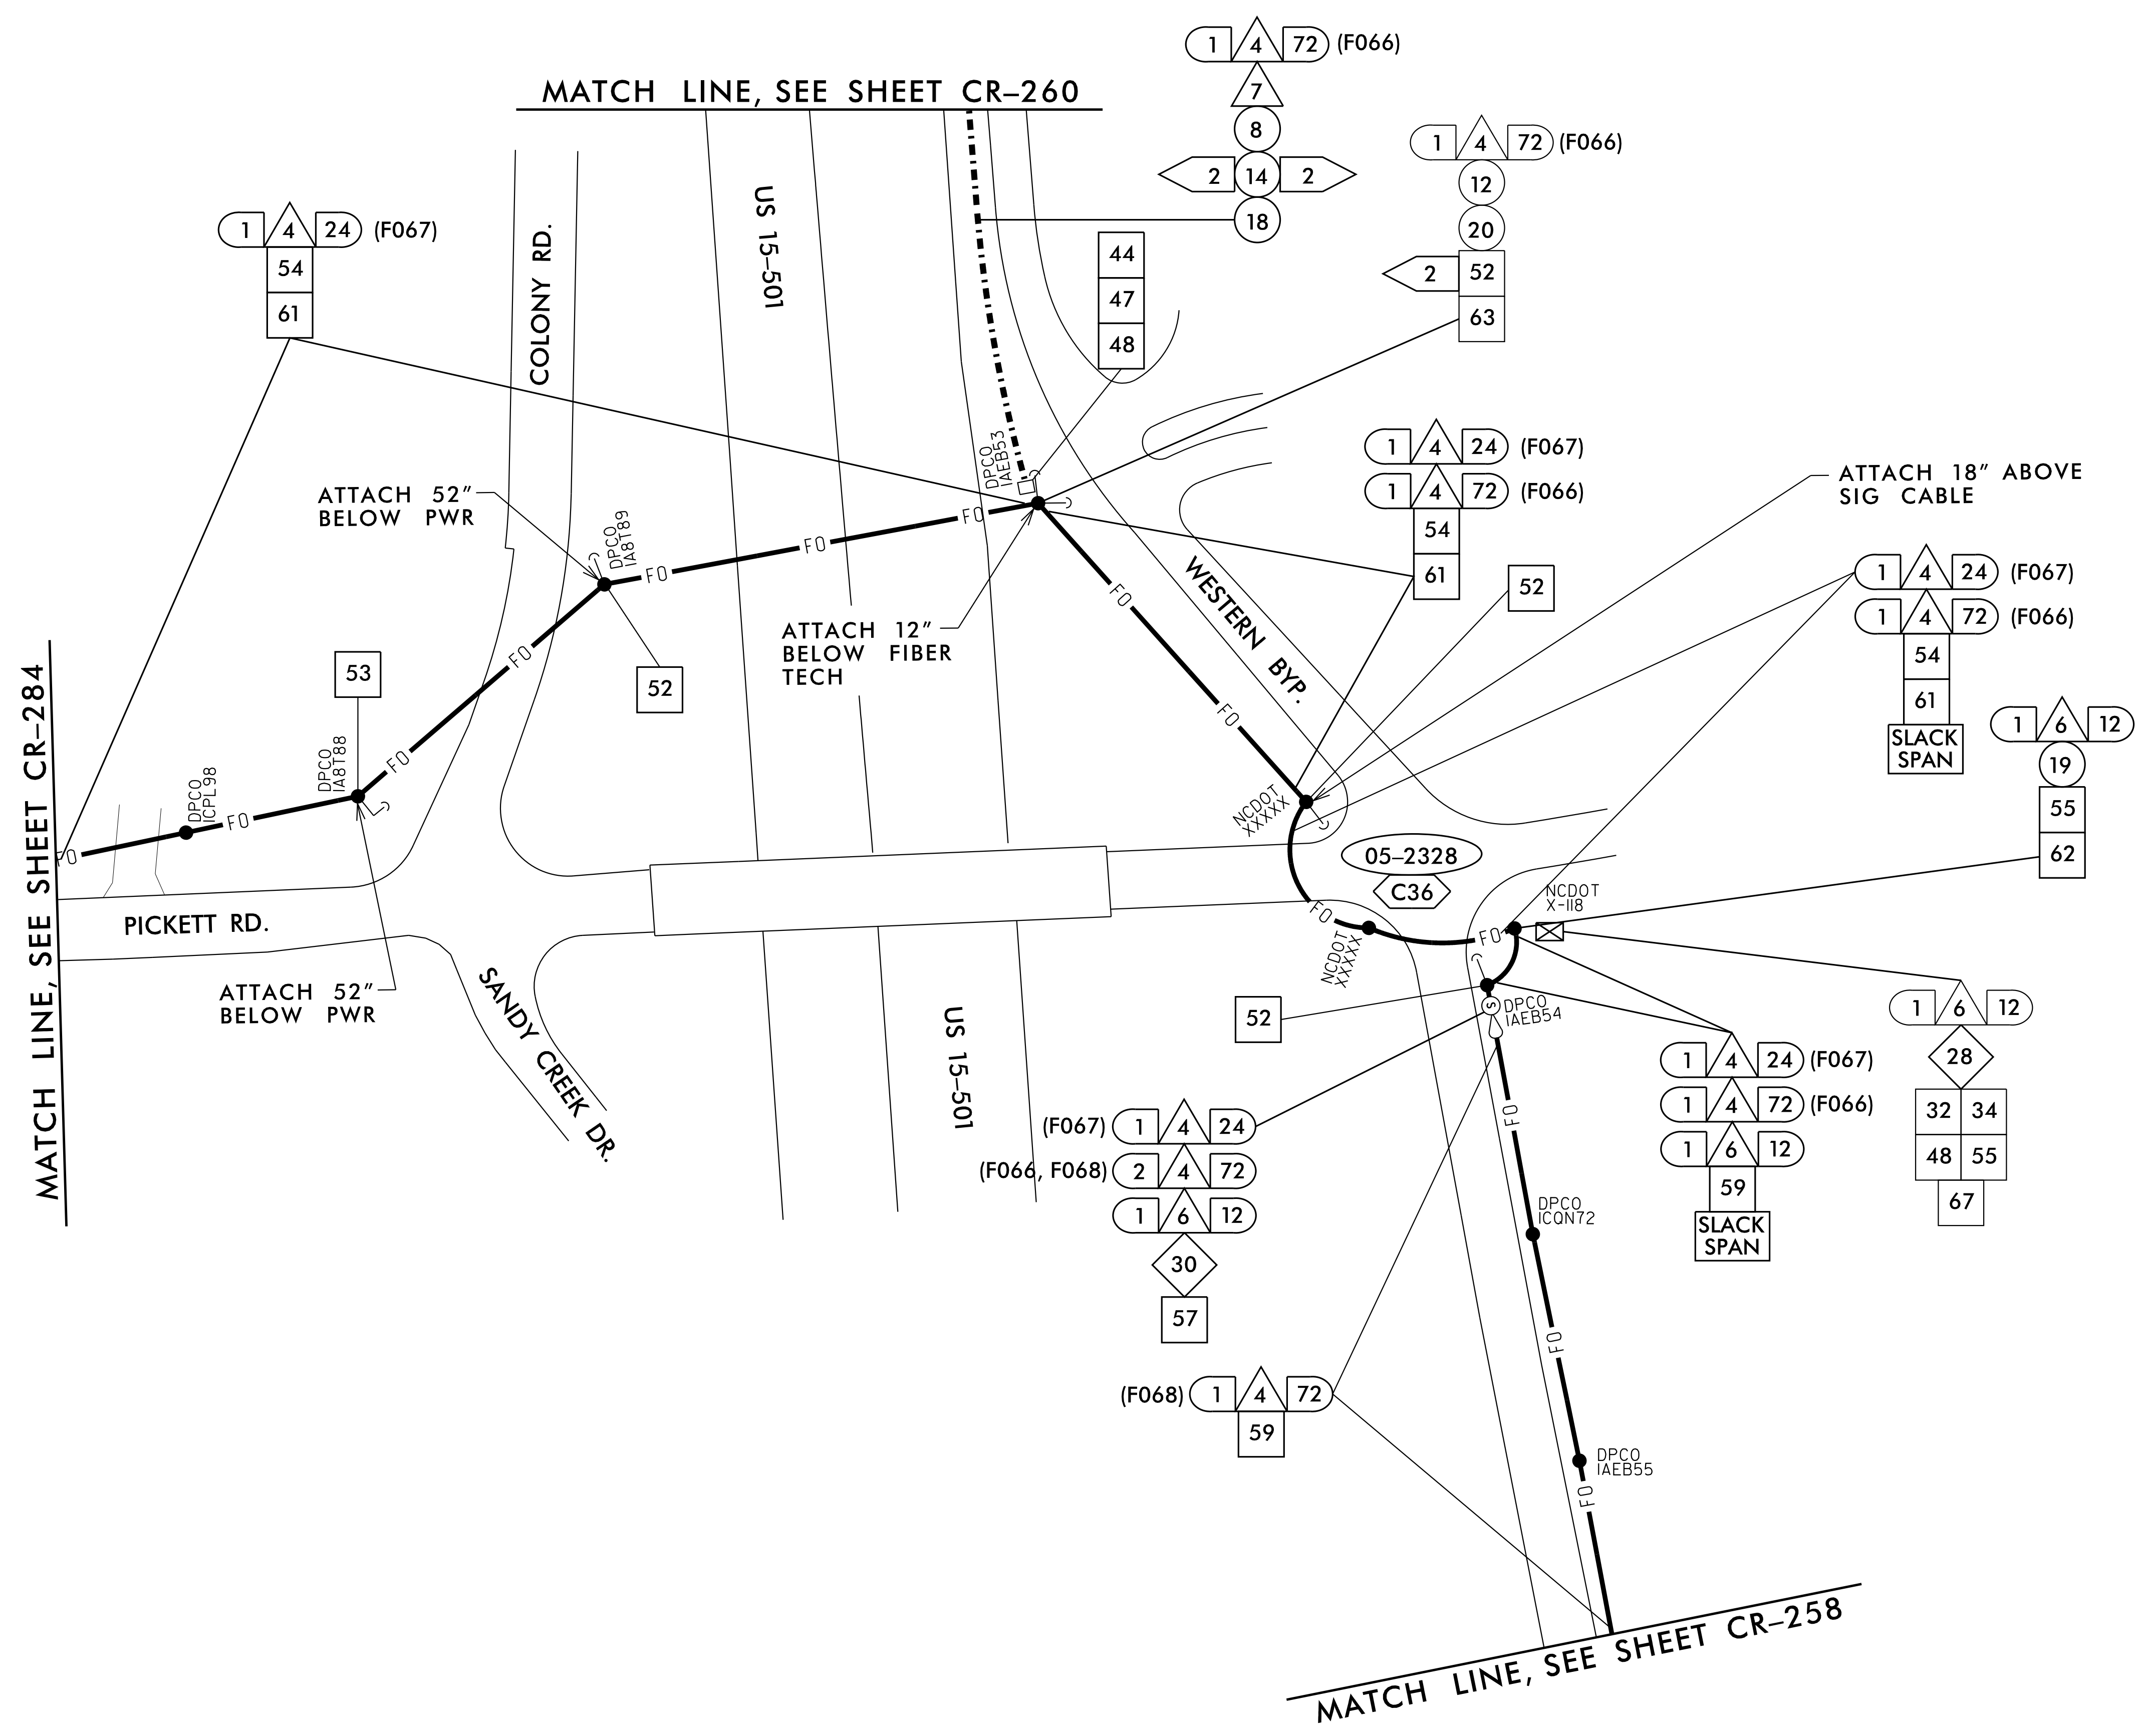 1 4 72 (F066)
7
8
2 14 2
18
MATCH LINE, SEE SHEET CR–260
1 4 72 (F066)
12
20
2 52
63
1 4 24 (F067)
54
61
COLONY RD.
US 15–501
44
47
48
DPCO
IAEB53
1 4 24 (F067)
1 4 72 (F066)
54
61
ATTACH 18” ABOVE
SIG CABLE
ATTACH 52”
BELOW PWR
DPCO
IA8T89
FO
FO
FO
FO
52
1 4 24 (F067)
1 4 72 (F066)
54
61
SLACK
SPAN
WESTERN BYP.
ATTACH 12”
BELOW FIBER
TECH
53
52
FO
FO
FO
1 6 12
19
55
62
MATCH LINE, SEE SHEET CR–284
DPCO
ICPL98
DPCO
IA8T88
FO
FO
NCDOT
XXXXX
05–2328
C36
NCDOT
X-118
PICKETT RD.
FO
FO
NCDOT
XXXXX
ATTACH 52”
BELOW PWR
SANDY CREEK DR.
US 15–501
52
S
DPCO
IAEB54
1 6 12
28
32 34
48 55
67
1 4 24 (F067)
1 4 72 (F066)
1 6 12
59
SLACK
SPAN
(F067) 1 4 24
(F066, F068) 2 4 72
1 6 12
30
57
FO
DPCO
ICQN72
FO
(F068) 1 4 72
59
DPCO
IAEB55
FO
MATCH LINE, SEE SHEET CR–258